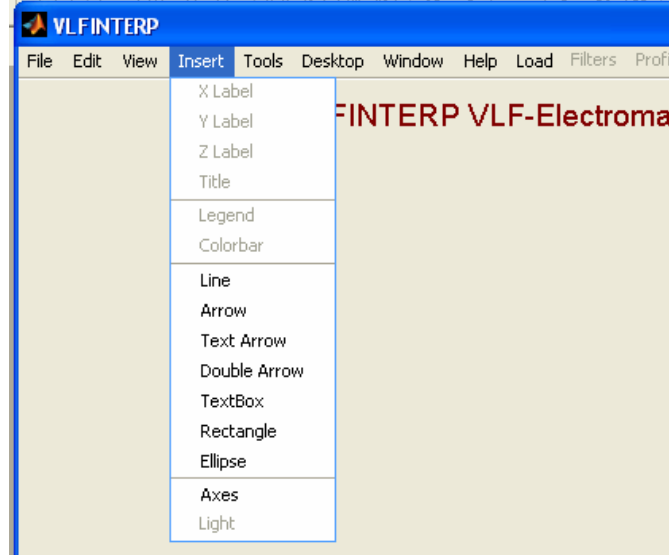 VLFINTERP
File Edit View Insert Tools Desktop Window Help Load Filters
FINTERP VLF-Electroma
X Label
Y Label
Z Label
Title
Legend
Colorbar
Line
Arrow
Text Arrow
Double Arrow
TextBox
Rectangle
Ellipse
Axes
Light